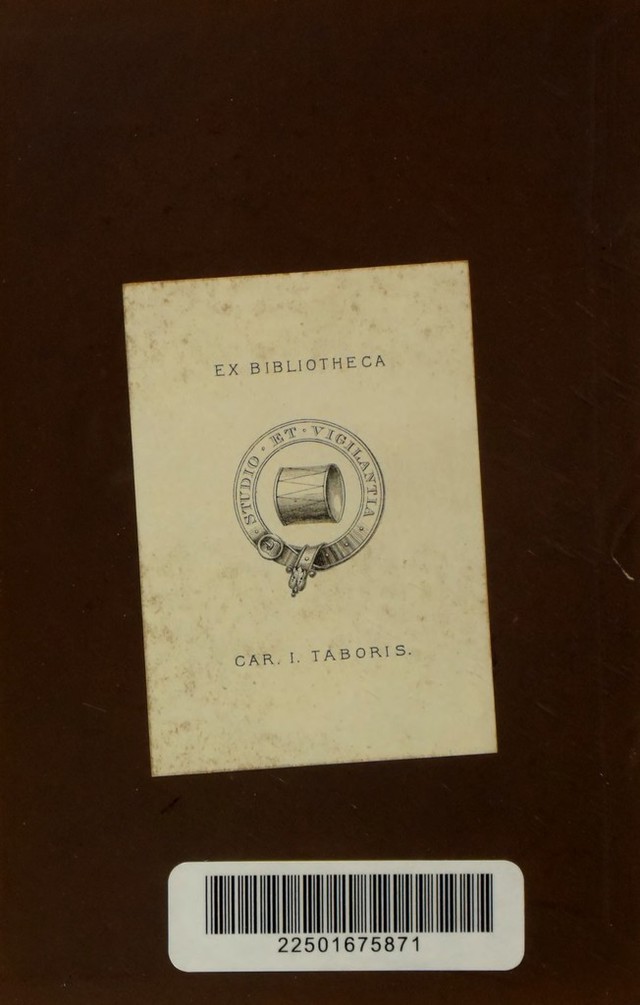 EX BIBLIOTHECA
STUDIO · ET · VIGILANTIA ·
CAR. I. TABORIS.
22501675871